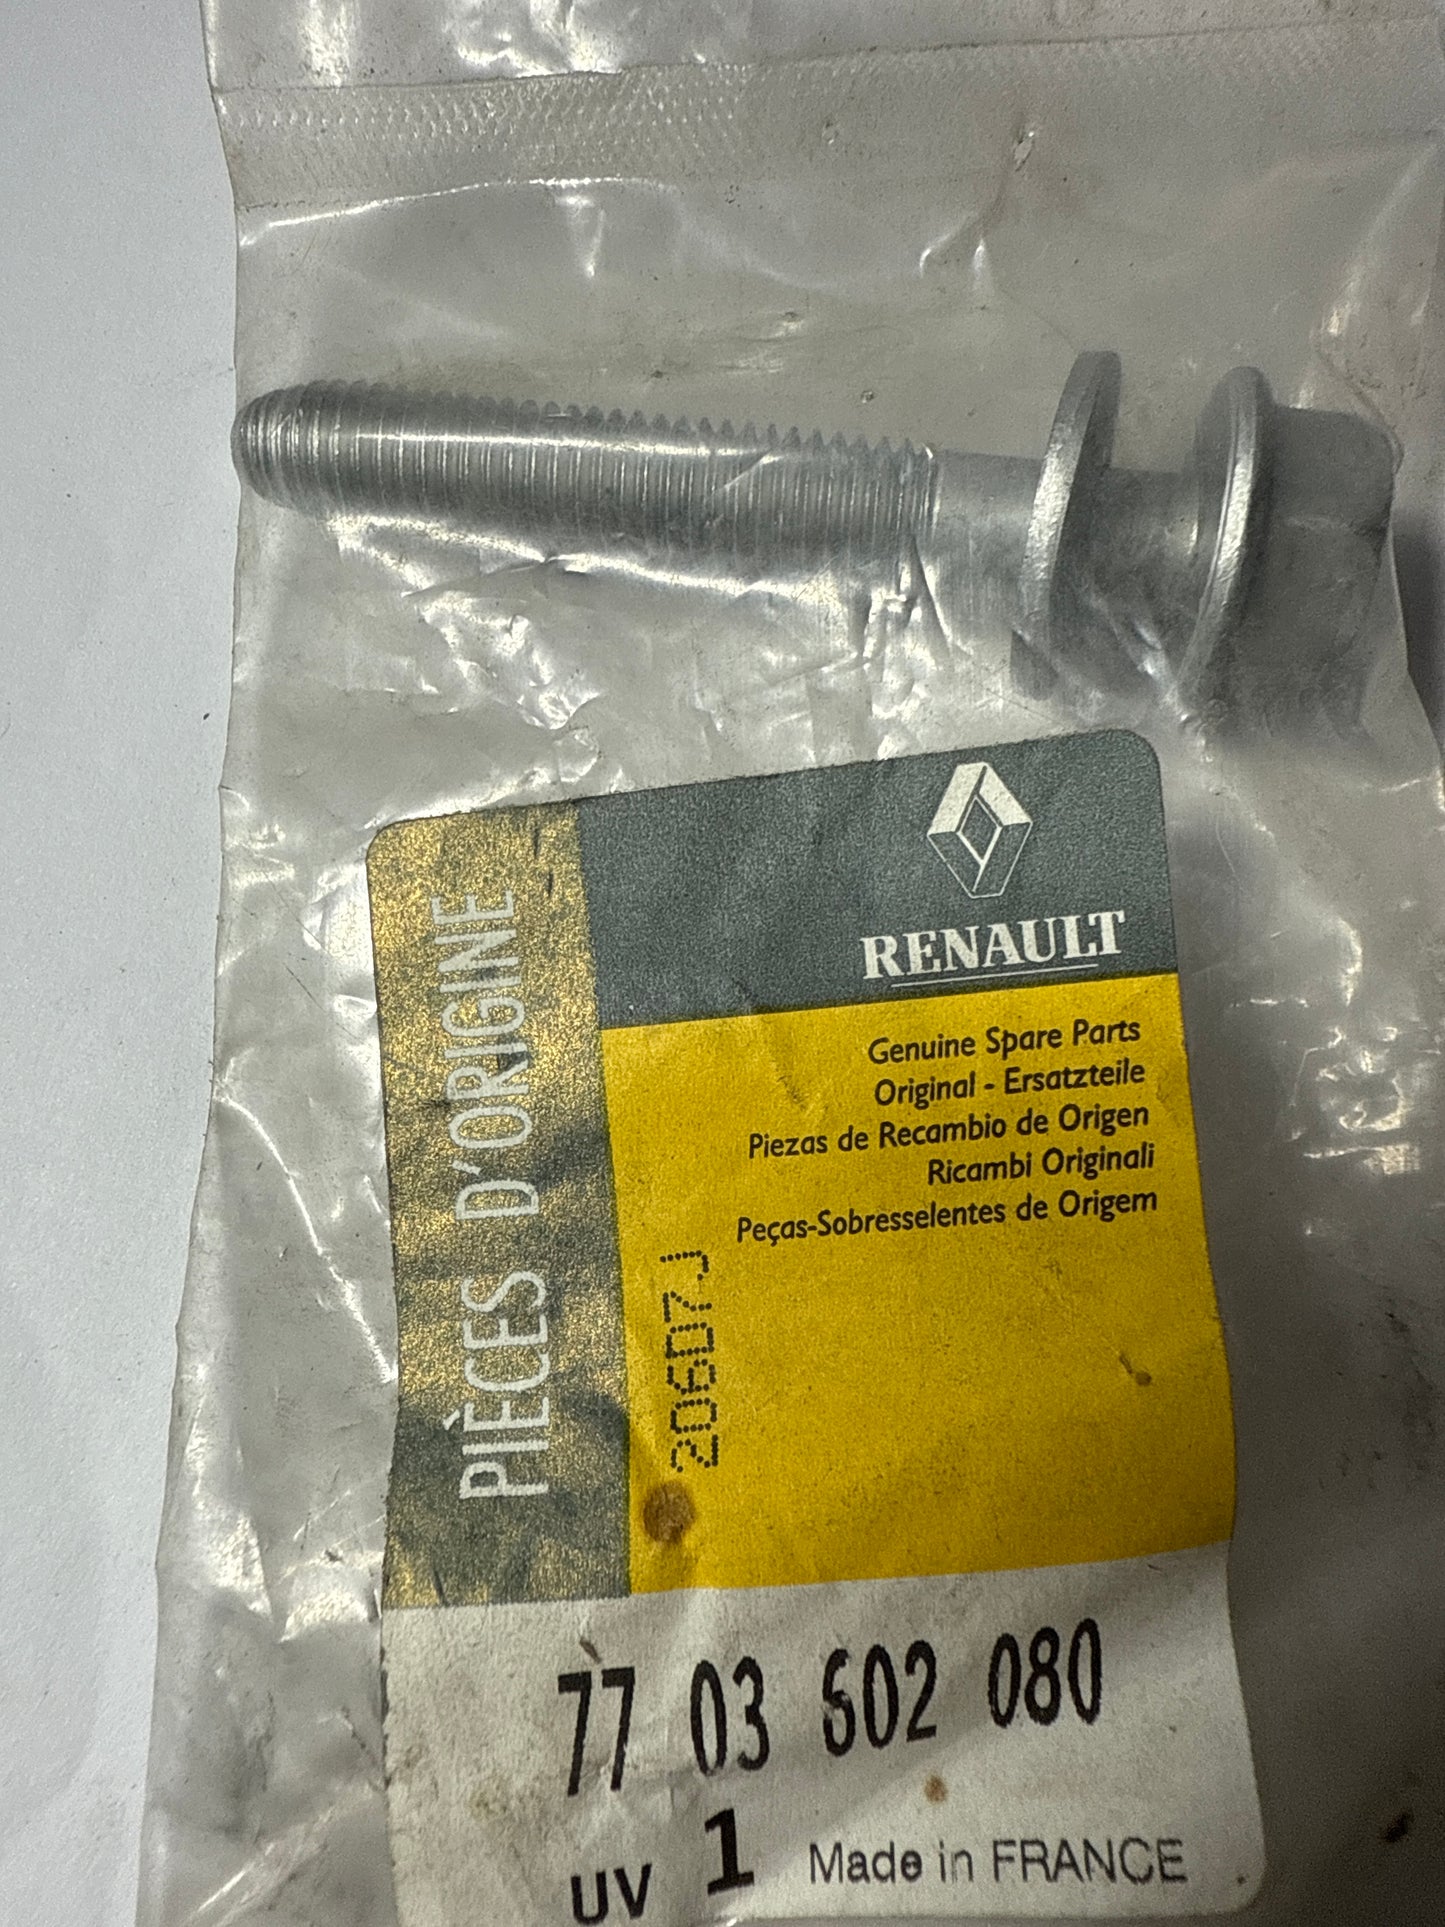 RENAULT
PIÈCES D'ORIGINE
Genuine Spare Parts
Original - Ersatzteile
Piezas de Recambio de Origen
Ricambi Originali
Peças-Sobresselentes de Origem
20607J
77 03 602 080
UV 1 Made in FRANCE